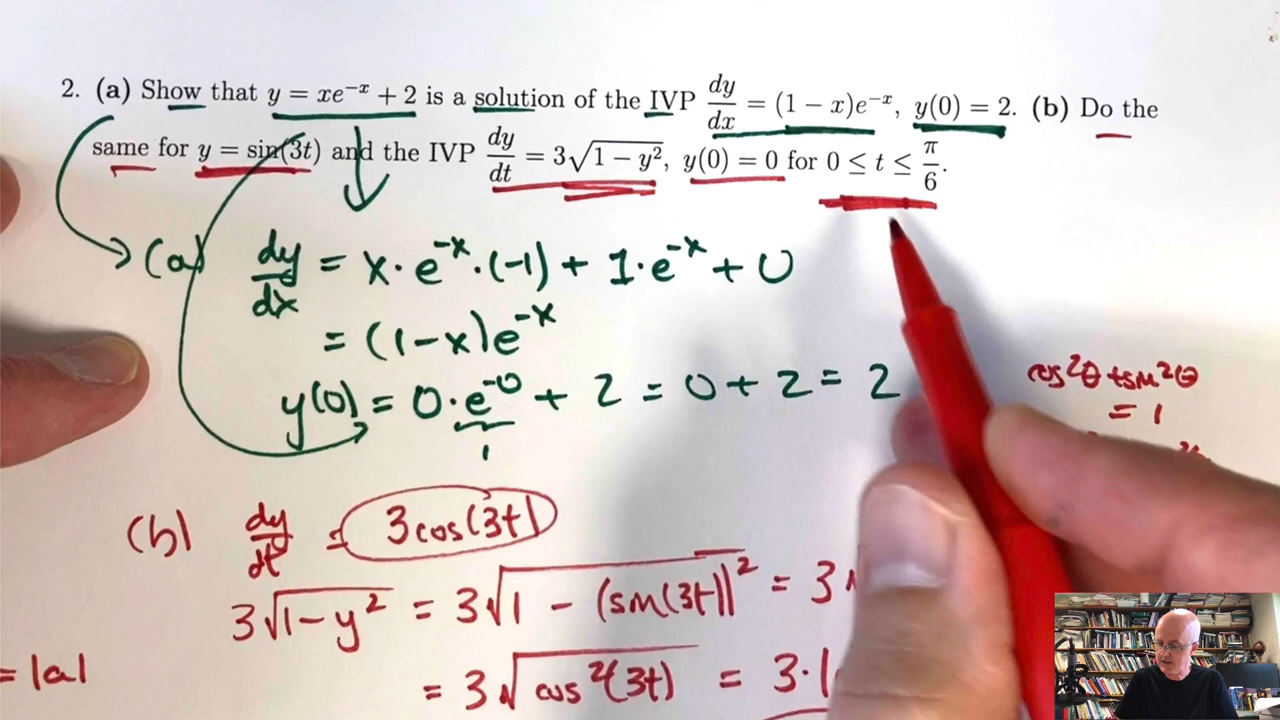 2. (a) Show that y = xe⁻ˣ + 2 is a solution of the IVP dy/dx = (1 − x)e⁻ˣ, y(0) = 2. (b) Do the
same for y = sin(3t) and the IVP dy/dt = 3√(1 − y²), y(0) = 0 for 0 ≤ t ≤ π/6.
(a) dy/dx = x·e⁻ˣ·(-1) + 1·e⁻ˣ + 0
= (1-x)e⁻ˣ
cos²θ + sin²θ
= 1
y(0) = 0·e⁻⁰ + 2 = 0 + 2 = 2
1
(b) dy/dt = 3cos(3t)
3√(1-y²) = 3√(1 - (sin(3t))²) = 3
= |a|
= 3√(cos²(3t)) = 3·|